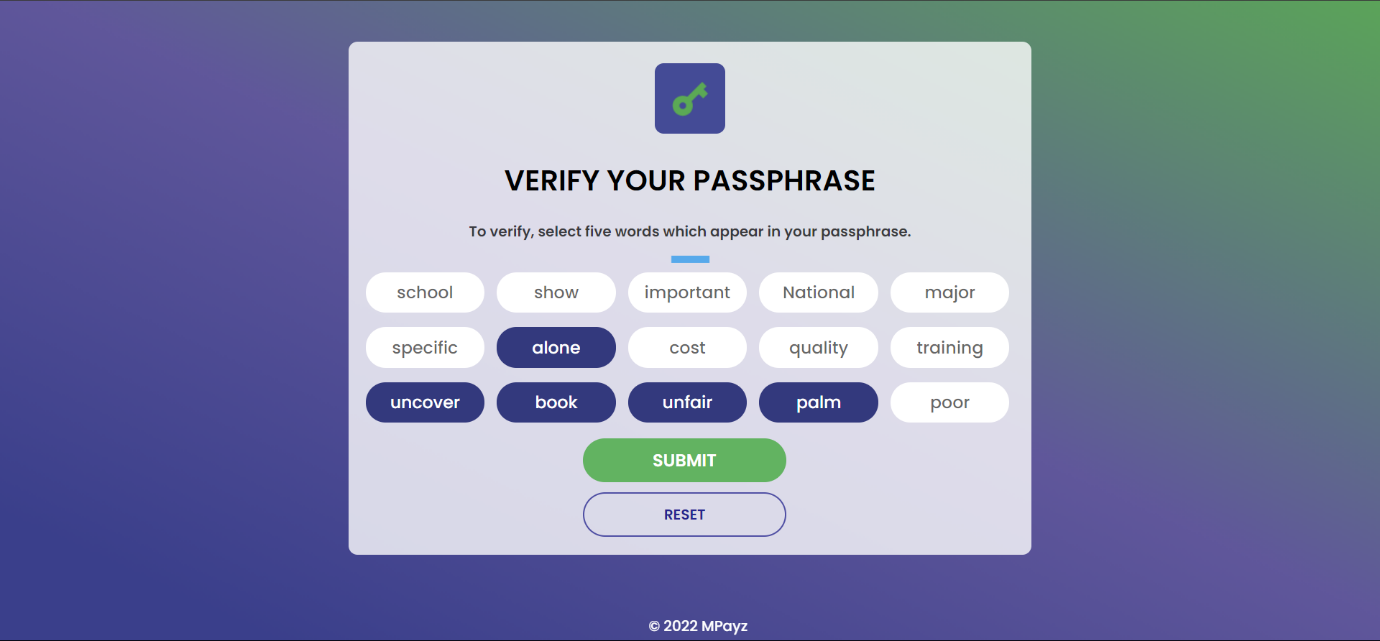 VERIFY YOUR PASSPHRASE
To verify, select five words which appear in your passphrase.
school show important National major
specific alone cost quality training
uncover book unfair palm poor
SUBMIT
RESET
© 2022 MPayz